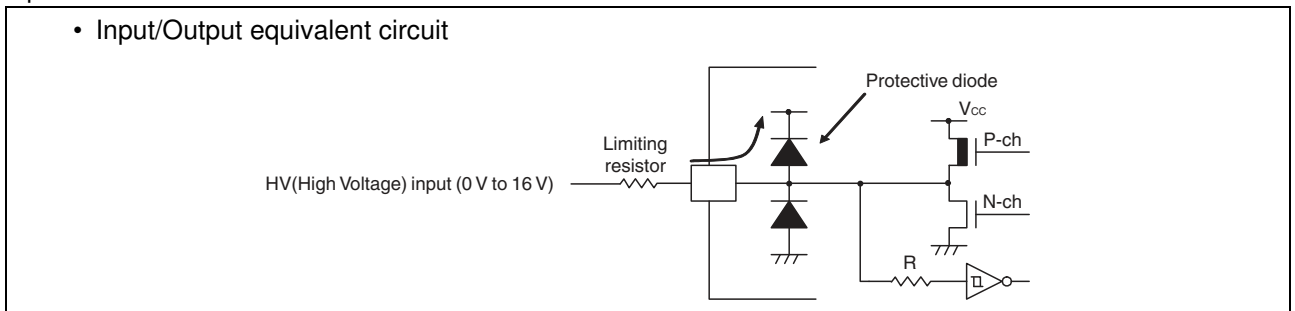 • Input/Output equivalent circuit
Protective diode
Vcc
P-ch
Limiting
resistor
HV(High Voltage) input (0 V to 16 V)
N-ch
R